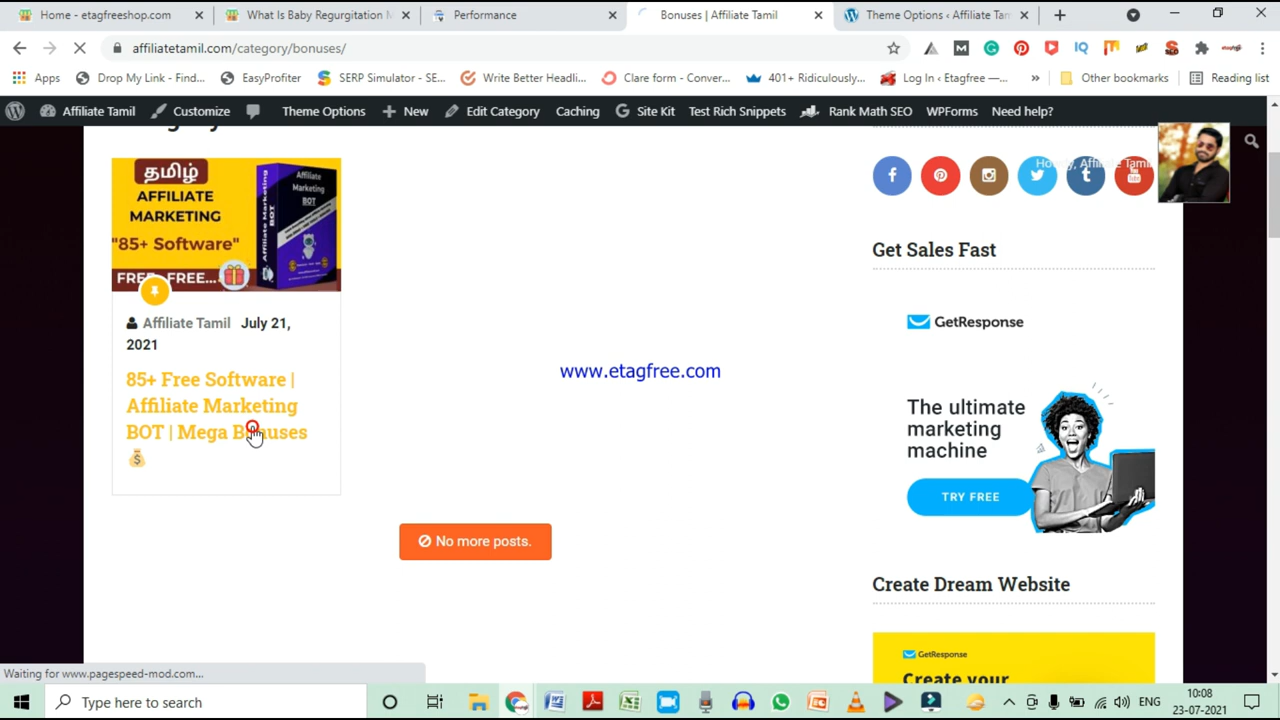 Home - etagfreeshop.com
What Is Baby Regurgitation M
Performance
Bonuses | Affiliate Tamil
Theme Options ‹ Affiliate Tam
affiliatetamil.com/category/bonuses/
Apps
Drop My Link - Find...
EasyProfiter
SERP Simulator - SE...
Write Better Headli...
Clare form - Conver...
401+ Ridiculously...
Log In ‹ Etagfree —...
Other bookmarks
Reading list
Affiliate Tamil
Customize
Theme Options
New
Edit Category
Caching
Site Kit
Test Rich Snippets
Rank Math SEO
WPForms
Need help?
தமிழ்
AFFILIATE
MARKETING
"85+ Software"
FREE FREE...
Affiliate
Marketing
BOT
Affiliate Marketing
BOT
Affiliate Tamil July 21,
2021
85+ Free Software |
Affiliate Marketing
BOT | Mega Bonuses
No more posts.
www.etagfree.com
Get Sales Fast
GetResponse
The ultimate
marketing
machine
TRY FREE
Create Dream Website
GetResponse
Create your
Waiting for www.pagespeed-mod.com...
Type here to search
ENG
10:08
23-07-2021